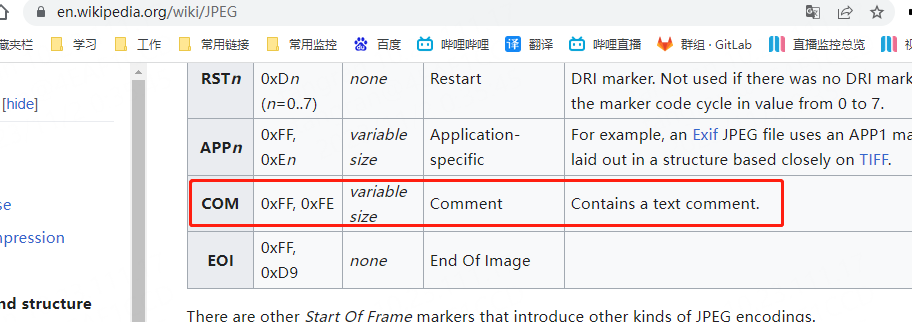 en.wikipedia.org/wiki/JPEG
藏夹栏 学习 工作 常用链接 常用监控 百度 哔哩哔哩 译 翻译 哔哩直播 群组 · GitLab 直播监控总览
[hide]
RSTn 0xDn none Restart DRI marker. Not used if there was no DRI mark
(n=0..7) the marker code cycle in value from 0 to 7.
APPn 0xFF, 0xEn variable size Application-specific For example, an Exif JPEG file uses an APP1 ma
laid out in a structure based closely on TIFF.
COM 0xFF, 0xFE variable size Comment Contains a text comment.
se
mpression
EOI 0xFF, 0xD9 none End Of Image
nd structure
There are other Start Of Frame markers that introduce other kinds of JPEG encodings.